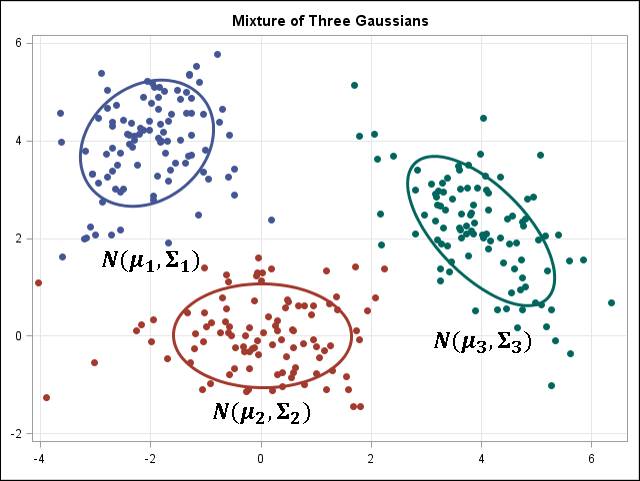 Mixture of Three Gaussians
6
4
2
0
-2
-4 -2 0 2 4 6
N(μ₁, Σ₁)
N(μ₂, Σ₂)
N(μ₃, Σ₃)